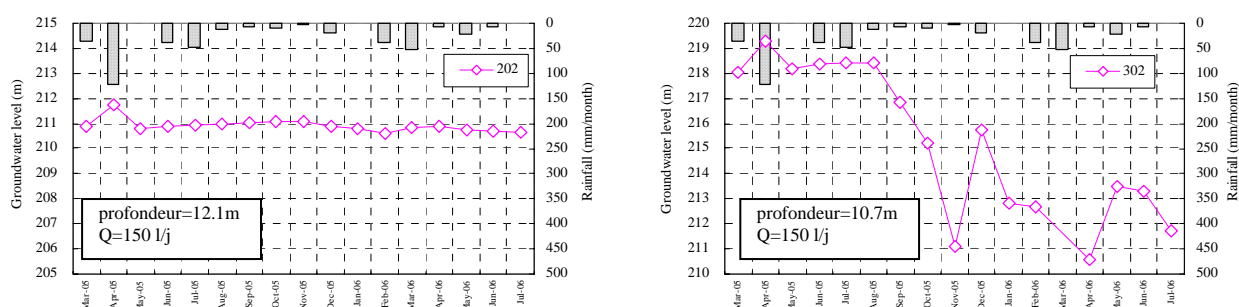 Groundwater level (m)
215
214
213
212
211
210
209
208
207
206
205
0
50
100
150
200
250
300
350
400
450
500
Rainfall (mm/month)
202
profondeur=12.1m
Q=150 l/j
Mar-05
Apr-05
May-05
Jun-05
Jul-05
Aug-05
Sep-05
Oct-05
Nov-05
Dec-05
Jan-06
Feb-06
Mar-06
Apr-06
May-06
Jun-06
Jul-06
Groundwater level (m)
220
219
218
217
216
215
214
213
212
211
210
0
50
100
150
200
250
300
350
400
450
500
Rainfall (mm/month)
302
profondeur=10.7m
Q=150 l/j
Mar-05
Apr-05
May-05
Jun-05
Jul-05
Aug-05
Sep-05
Oct-05
Nov-05
Dec-05
Jan-06
Feb-06
Mar-06
Apr-06
May-06
Jun-06
Jul-06